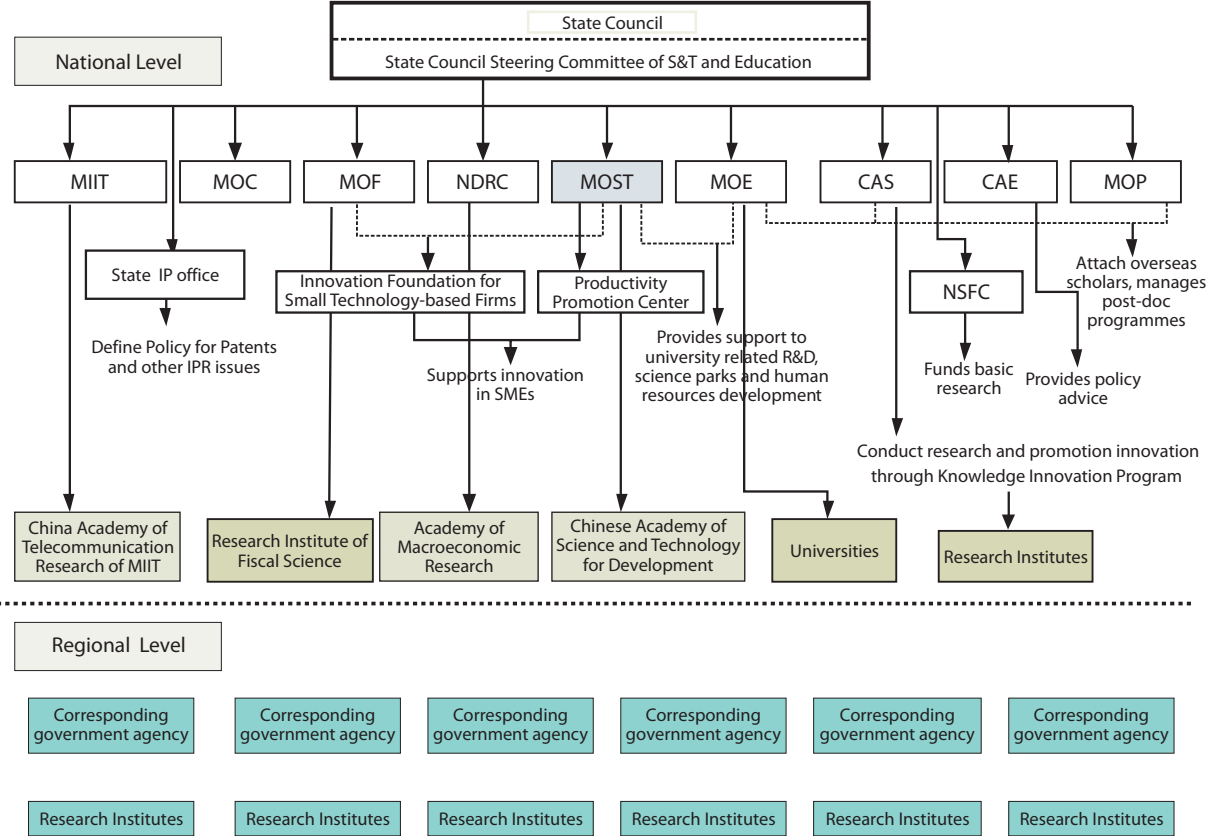 State Council
National Level
State Council Steering Committee of S&T and Education
MIIT
MOC
MOF
NDRC
MOST
MOE
CAS
CAE
MOP
State IP office
Innovation Foundation for
Small Technology-based Firms
Productivity
Promotion Center
NSFC
Attach overseas
scholars, manages
post-doc
programmes
Define Policy for Patents
and other IPR issues
Supports innovation
in SMEs
Provides support to
university related R&D,
science parks and human
resources development
Funds basic
research
Provides policy
advice
Conduct research and promotion innovation
through Knowledge Innovation Program
China Academy of
Telecommunication
Research of MIIT
Research Institute of
Fiscal Science
Academy of
Macroeconomic
Research
Chinese Academy of
Science and Technology
for Development
Universities
Research Institutes
Regional Level
Corresponding
government agency
Corresponding
government agency
Corresponding
government agency
Corresponding
government agency
Corresponding
government agency
Corresponding
government agency
Research Institutes
Research Institutes
Research Institutes
Research Institutes
Research Institutes
Research Institutes